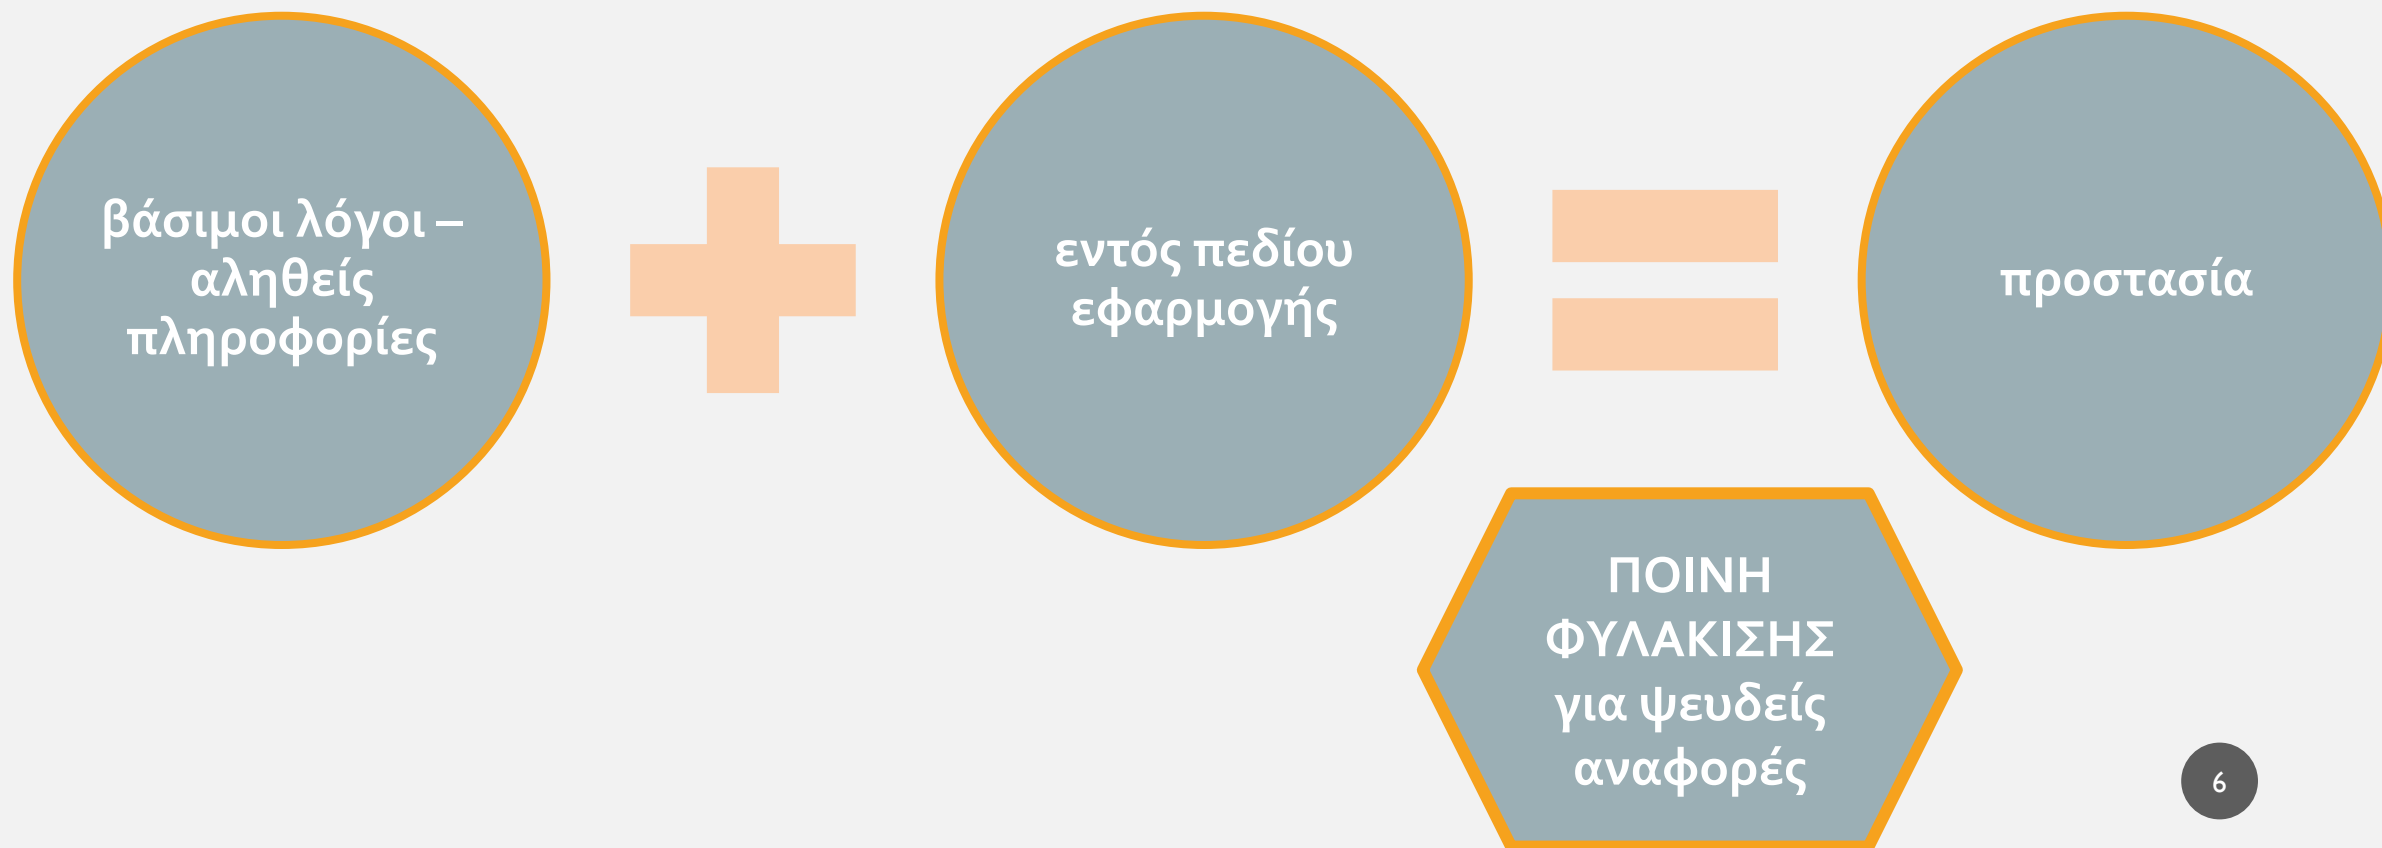 βάσιμοι λόγοι –
αληθείς
πληροφορίες
εντός πεδίου
εφαρμογής
προστασία
ΠΟΙΝΗ
ΦΥΛΑΚΙΣΗΣ
για ψευδείς
αναφορές
6